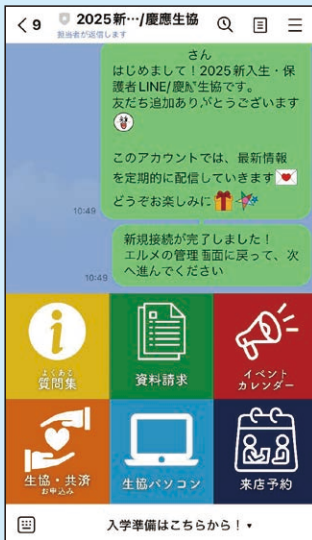 9
2025新…/慶應生協
担当者が返信します
さん
はじめまして！2025新入生・保
護者LINE/慶應生協です。
友だち追加ありがとうございます
このアカウントでは、最新情報
を定期的に配信していきます
どうぞお楽しみに
10:49
新規接続が完了しました！
エルメの管理画面に戻って、次
へ進んでください
10:49
よくある
質問集
資料請求
イベント
カレンダー
生協・共済
お申込み
生協パソコン
来店予約
入学準備はこちらから！